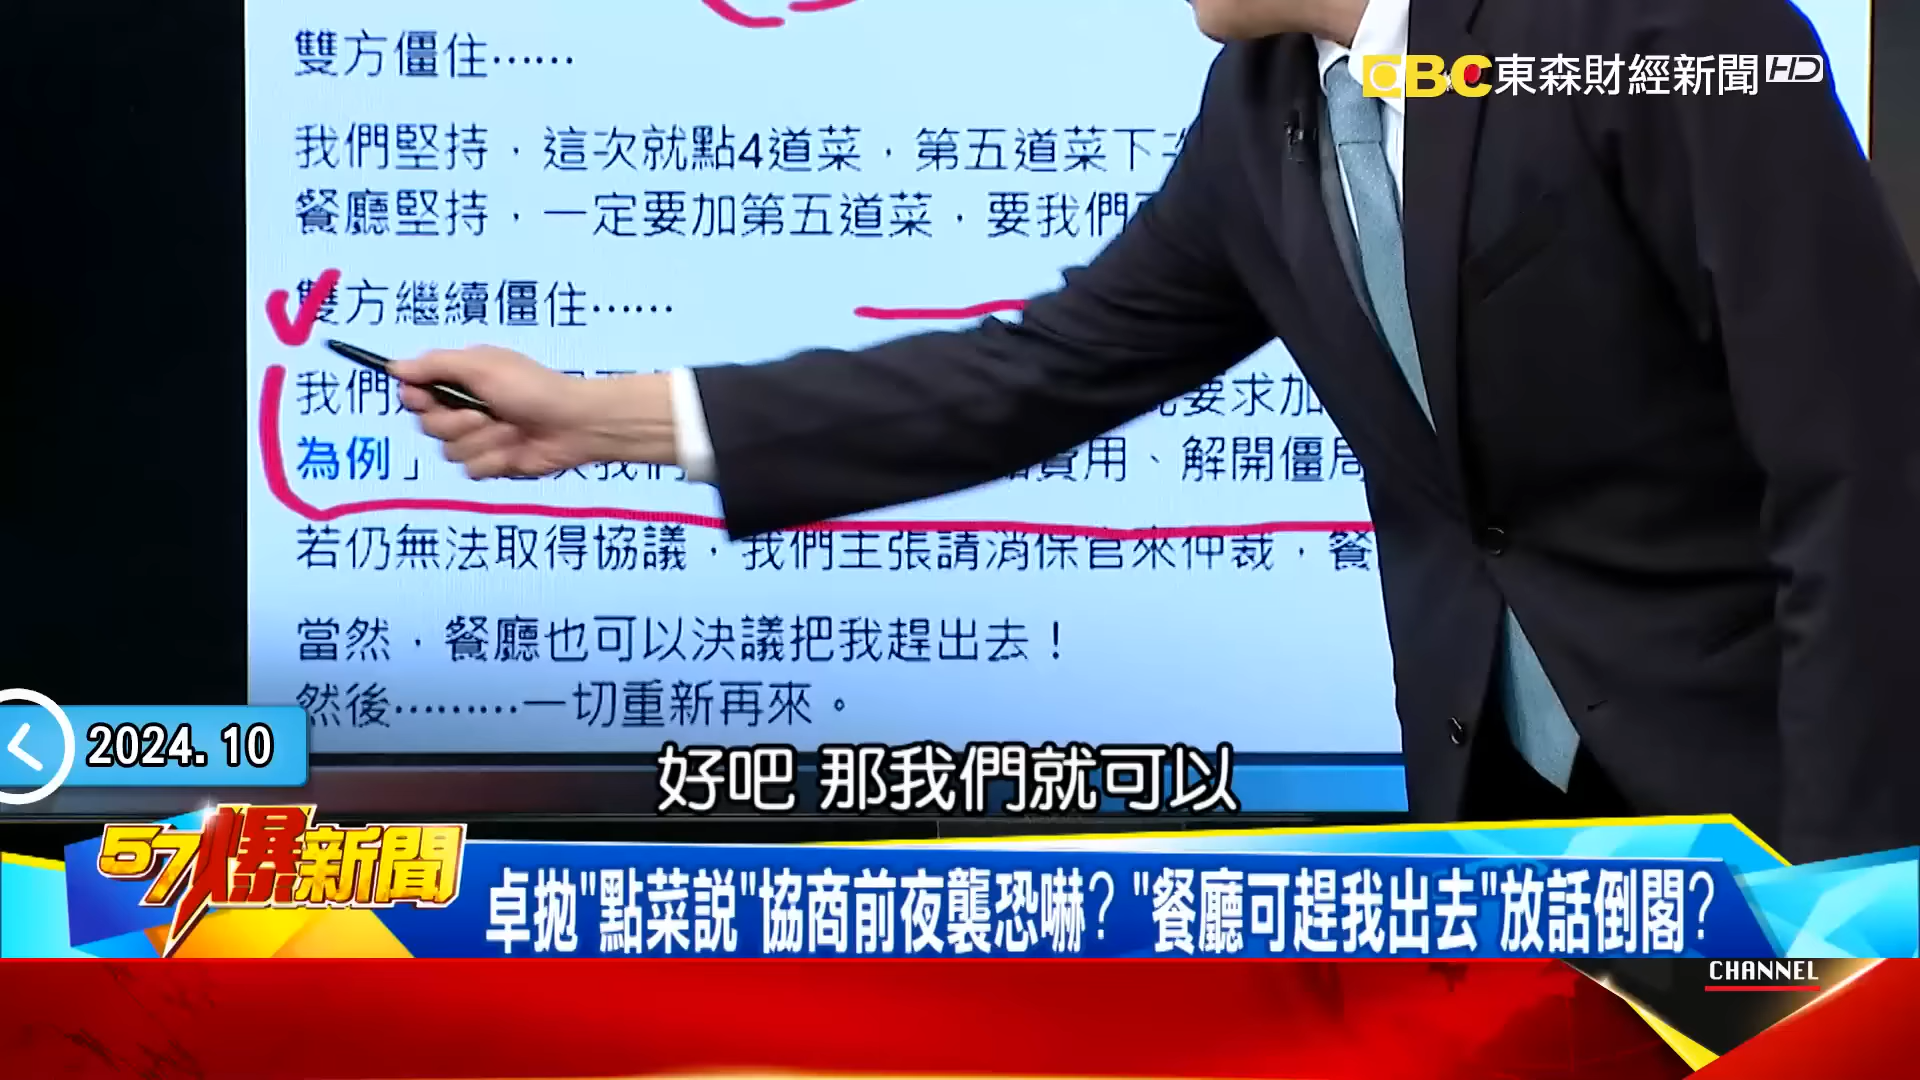 雙方僵住……
EBC東森財經新聞HD
我們堅持，這次就點4道菜，第五道菜下次
餐廳堅持，一定要加第五道菜，要我們
雙方繼續僵住……
我們 要求加
為例」 我們 費用、解開僵局
若仍無法取得協議，我們主張請消保官來仲裁，餐
當然，餐廳也可以決議把我趕出去！
然後………一切重新再來。
2024.10
好吧 那我們就可以
57爆新聞
卓拋"點菜說"協商前夜襲恐嚇？"餐廳可趕我出去"放話倒閣？
CHANNEL